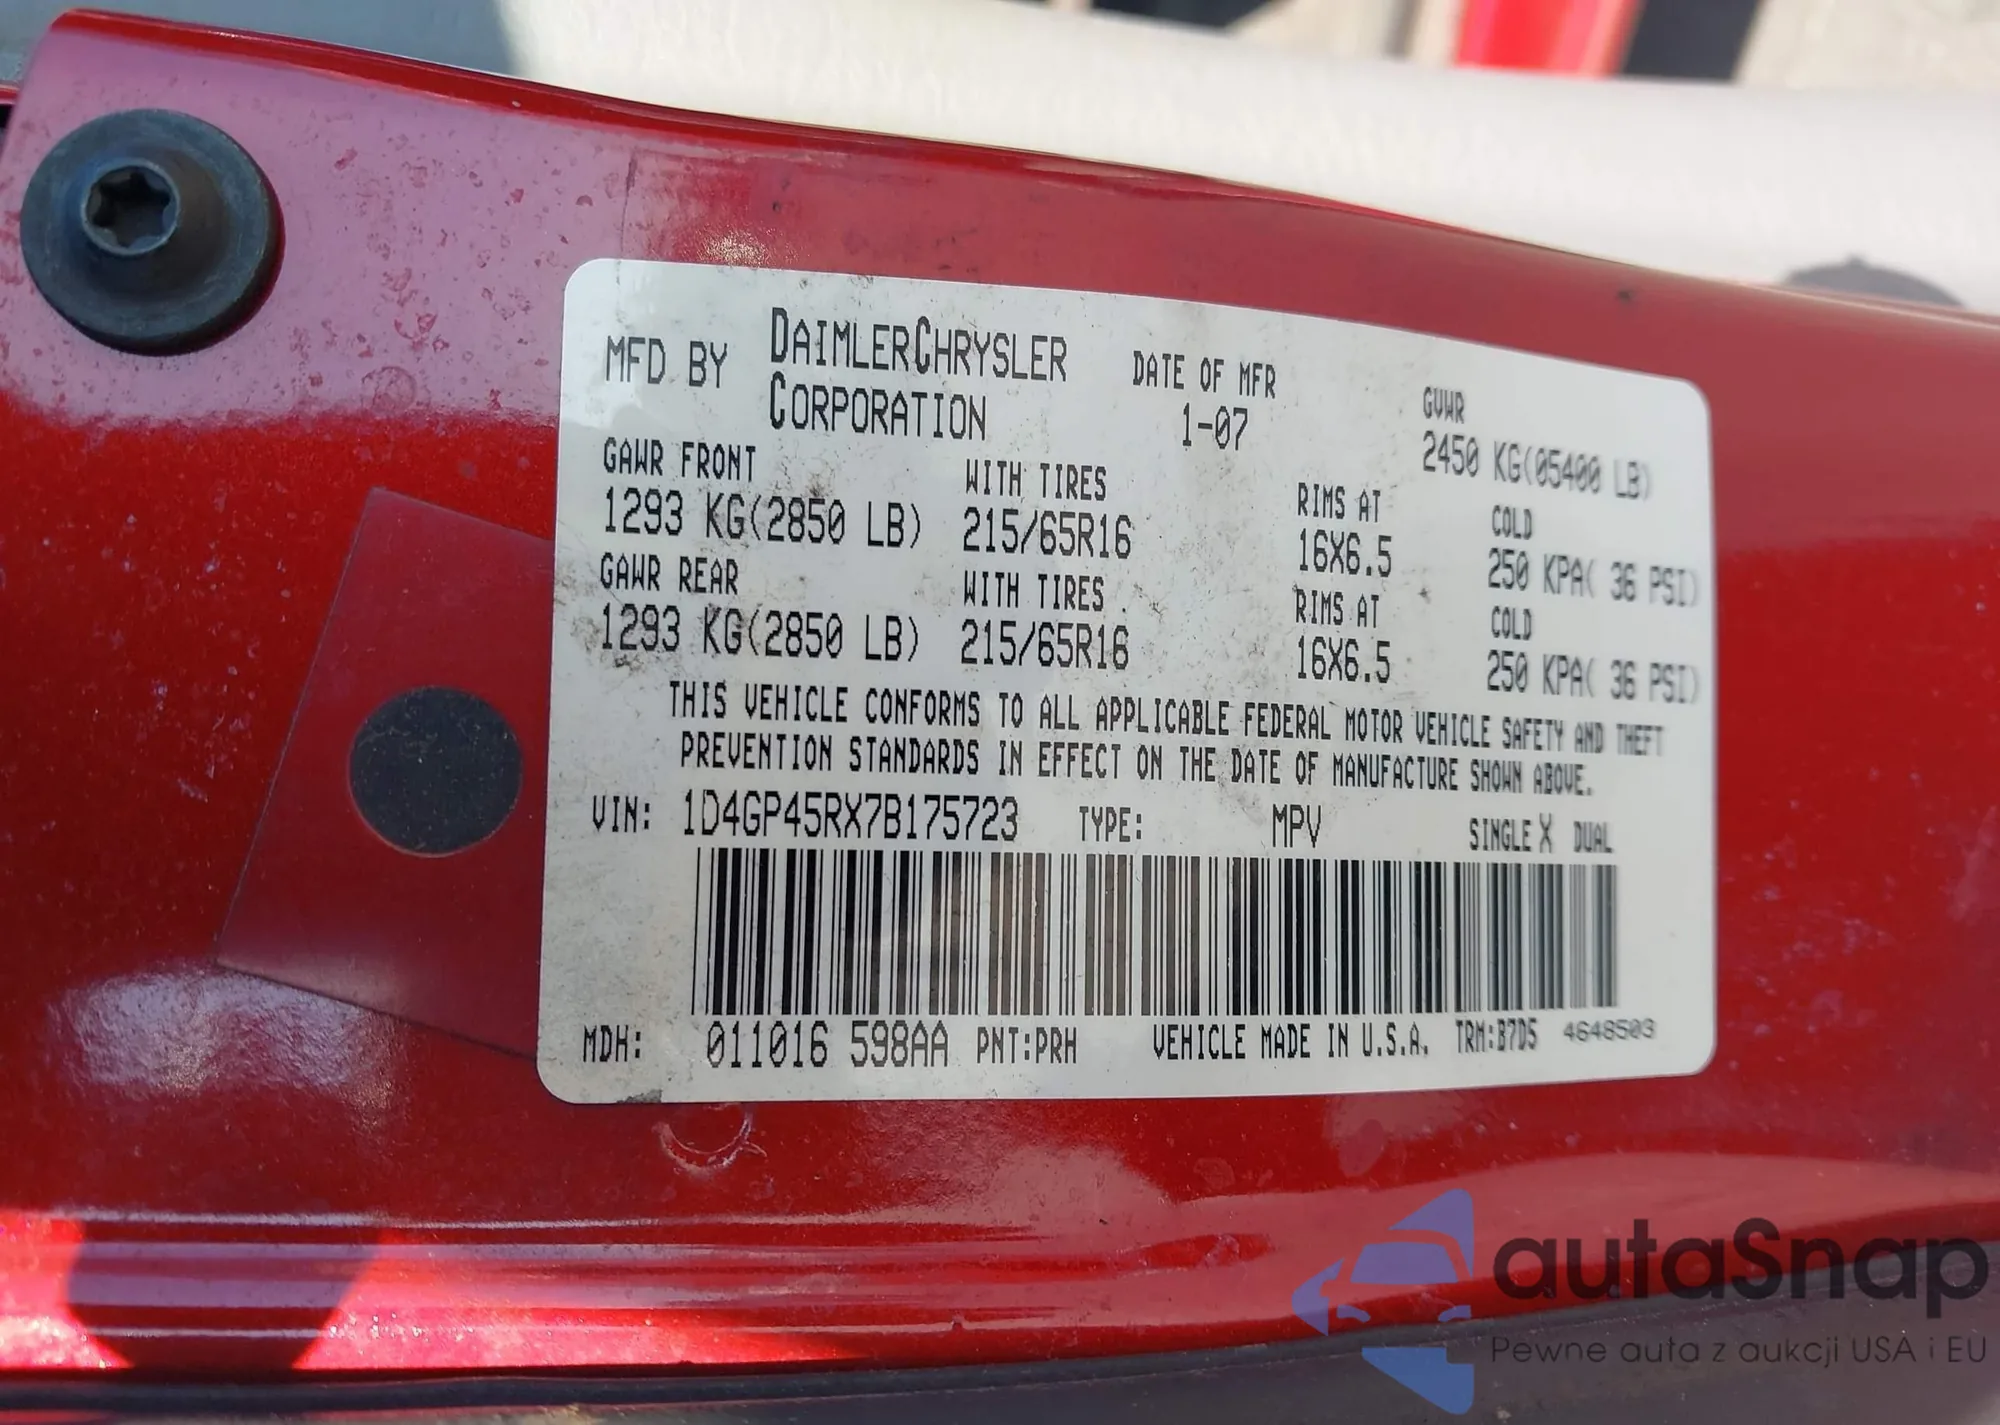 MFD BY DAIMLERCHRYSLER CORPORATION DATE OF MFR 1-07 GVWR 2450 KG(05400 LB)
GAWR FRONT WITH TIRES RIMS AT COLD
1293 KG(2850 LB) 215/65R16 16X6.5 250 KPA( 36 PSI)
GAWR REAR WITH TIRES RIMS AT COLD
1293 KG(2850 LB) 215/65R16 16X6.5 250 KPA( 36 PSI)
THIS VEHICLE CONFORMS TO ALL APPLICABLE FEDERAL MOTOR VEHICLE SAFETY AND THEFT
PREVENTION STANDARDS IN EFFECT ON THE DATE OF MANUFACTURE SHOWN ABOVE.
VIN: 1D4GP45RX7B175723 TYPE: MPV SINGLE X DUAL
MDH: 011016 598AA PNT:PRH VEHICLE MADE IN U.S.A. TRM:B7D5 4648503
autaSnap
Pewne auta z aukcji USA i EU